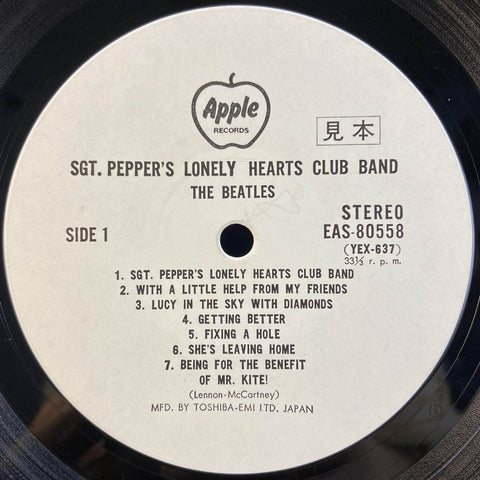 Apple
RECORDS
見本
SGT. PEPPER'S LONELY HEARTS CLUB BAND
THE BEATLES
SIDE 1
STEREO
EAS-80558
(YEX-637)
33⅓ r. p. m.
1. SGT. PEPPER'S LONELY HEARTS CLUB BAND
2. WITH A LITTLE HELP FROM MY FRIENDS
3. LUCY IN THE SKY WITH DIAMONDS
4. GETTING BETTER
5. FIXING A HOLE
6. SHE'S LEAVING HOME
7. BEING FOR THE BENEFIT
OF MR. KITE!
(Lennon-McCartney)
MFD. BY TOSHIBA-EMI LTD. JAPAN